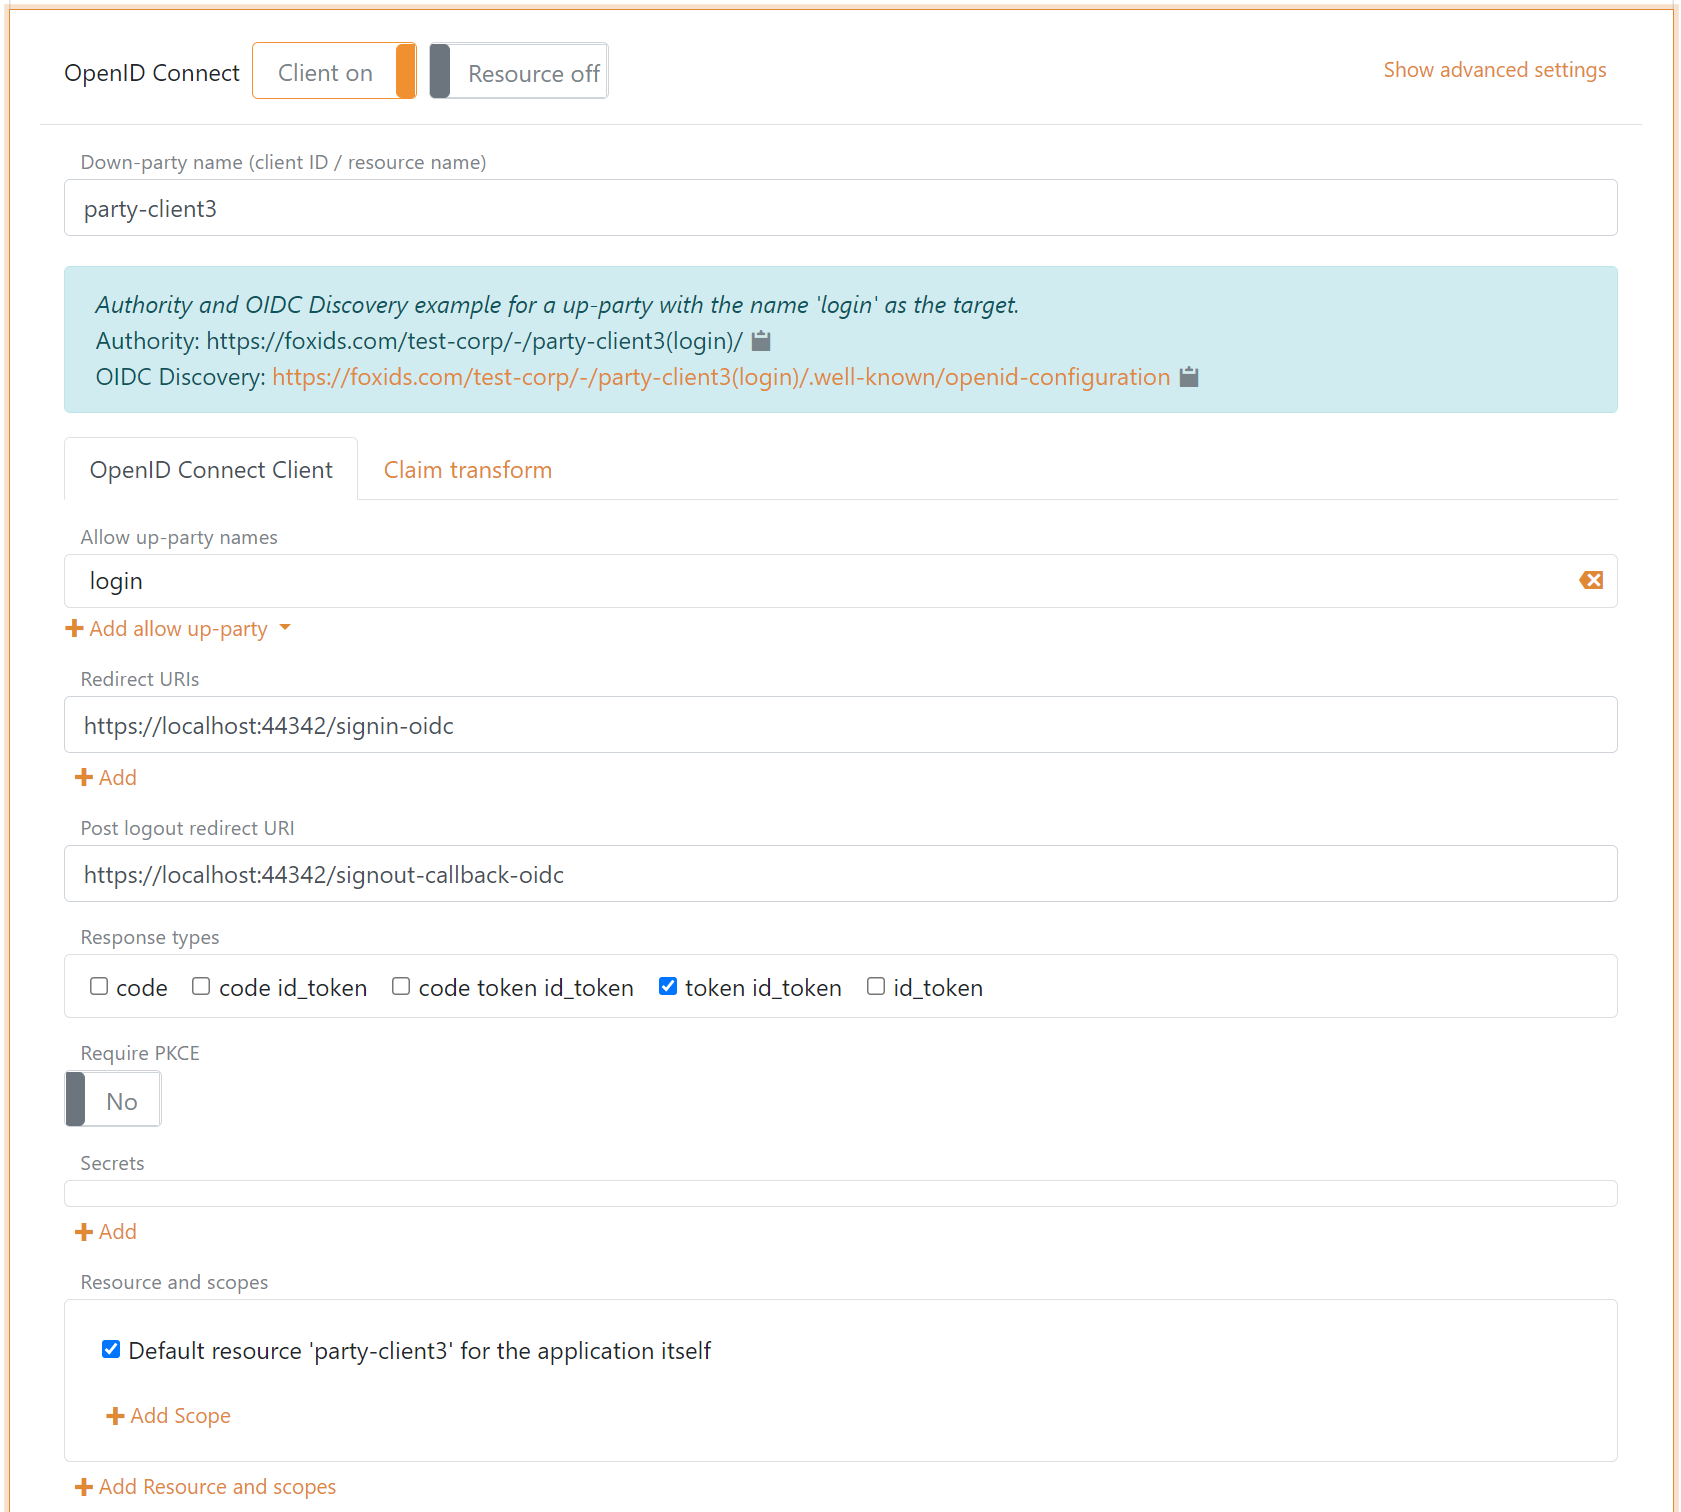 OpenID Connect Client on Resource off Show advanced settings
Down-party name (client ID / resource name)
party-client3
Authority and OIDC Discovery example for a up-party with the name 'login' as the target.
Authority: https://foxids.com/test-corp/-/party-client3(login)/
OIDC Discovery: https://foxids.com/test-corp/-/party-client3(login)/.well-known/openid-configuration
OpenID Connect Client Claim transform
Allow up-party names
login
Add allow up-party
Redirect URIs
https://localhost:44342/signin-oidc
Add
Post logout redirect URI
https://localhost:44342/signout-callback-oidc
Response types
code code id_token code token id_token token id_token id_token
Require PKCE
No
Secrets
Add
Resource and scopes
Default resource 'party-client3' for the application itself
Add Scope
Add Resource and scopes